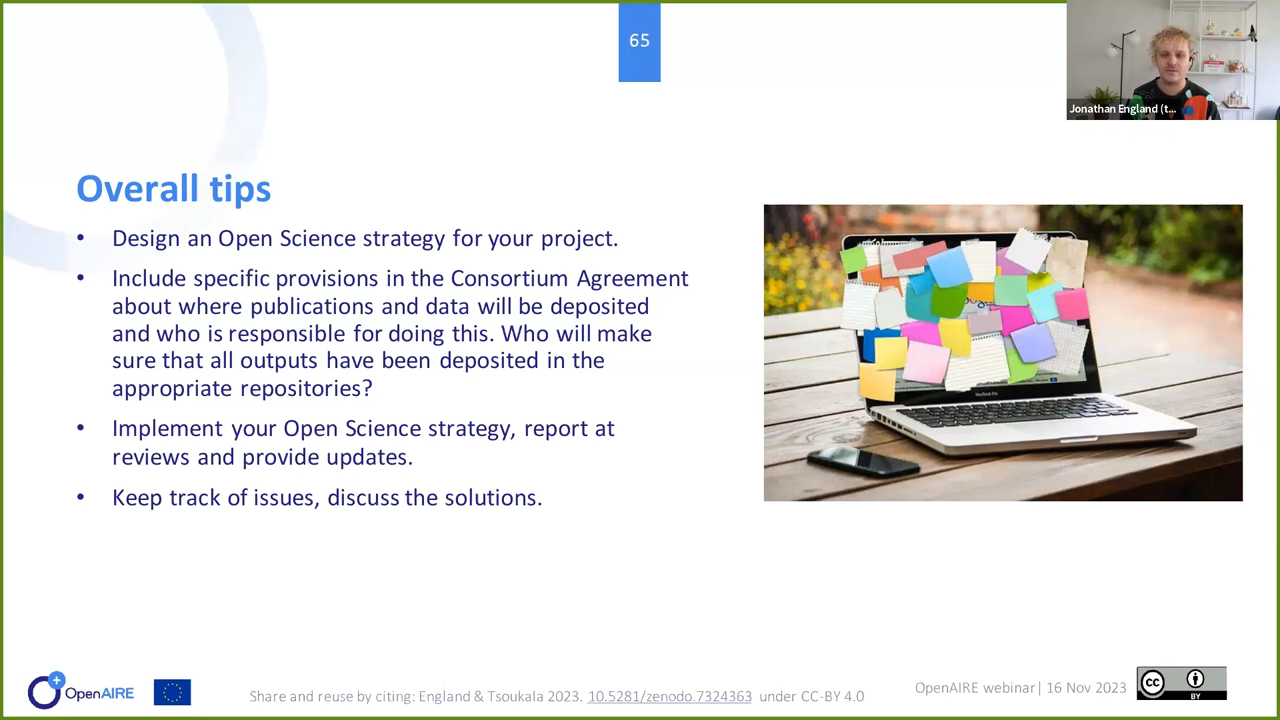 65
Jonathan England (t...
Overall tips
• Design an Open Science strategy for your project.
• Include specific provisions in the Consortium Agreement
about where publications and data will be deposited
and who is responsible for doing this. Who will make
sure that all outputs have been deposited in the
appropriate repositories?
• Implement your Open Science strategy, report at
reviews and provide updates.
• Keep track of issues, discuss the solutions.
MacBook Pro
OpenAIRE
Share and reuse by citing: England & Tsoukala 2023. 10.5281/zenodo.7324363 under CC-BY 4.0
OpenAIRE webinar| 16 Nov 2023
cc
BY